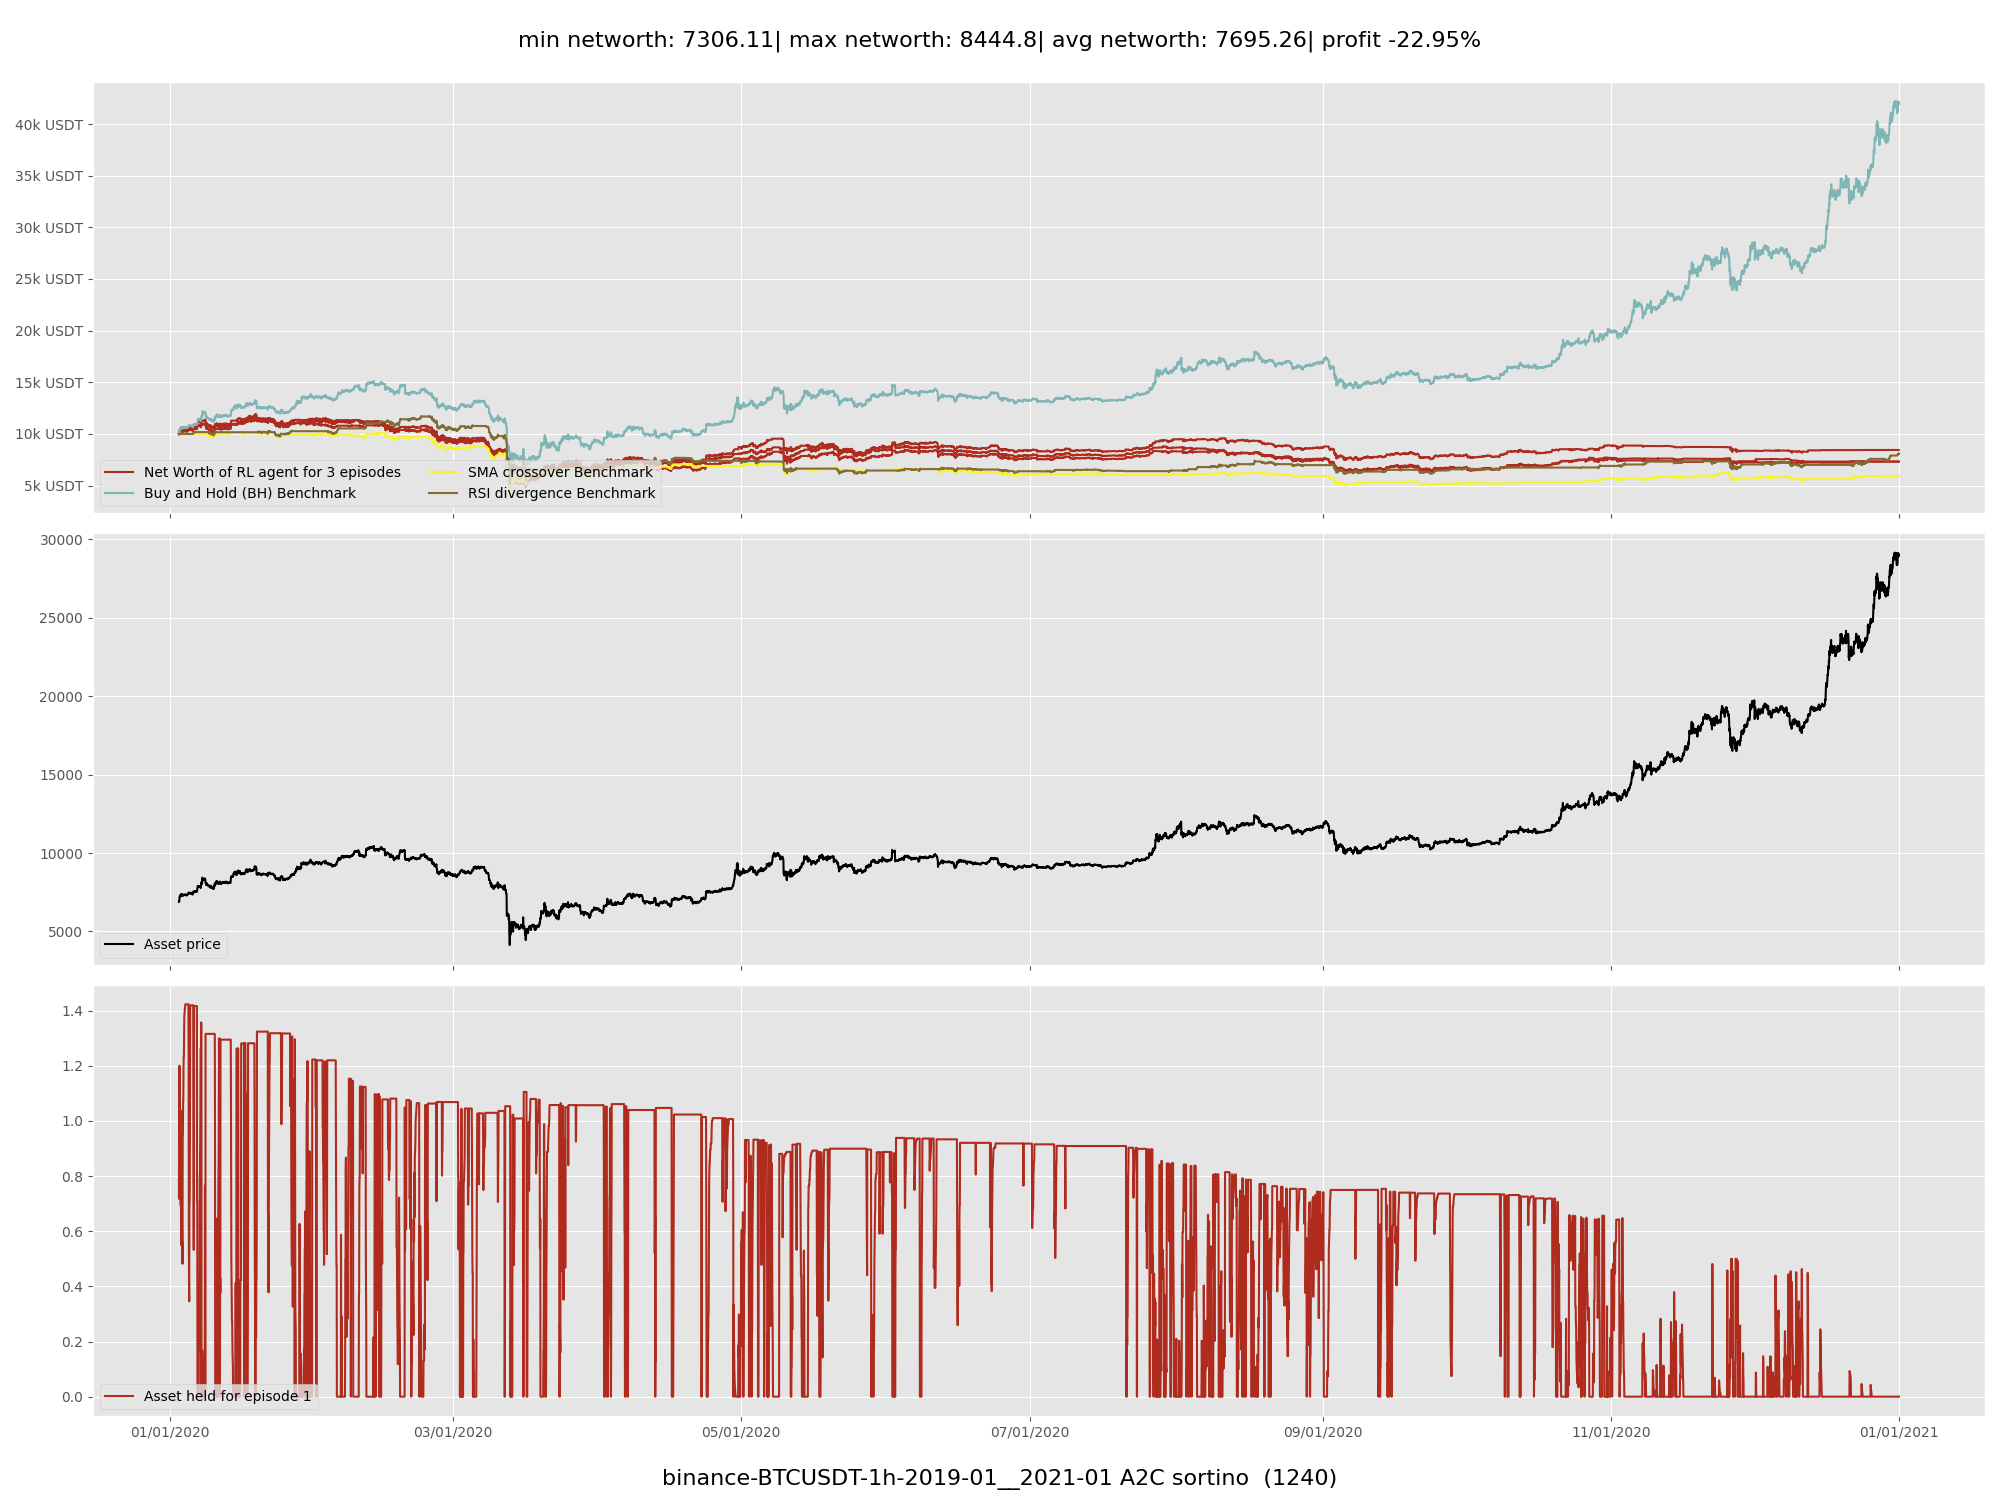 min networth: 7306.11| max networth: 8444.8| avg networth: 7695.26| profit -22.95%
40k USDT
35k USDT
30k USDT
25k USDT
20k USDT
15k USDT
10k USDT
5k USDT
Net Worth of RL agent for 3 episodes
Buy and Hold (BH) Benchmark
SMA crossover Benchmark
RSI divergence Benchmark
30000
25000
20000
15000
10000
5000
Asset price
1.4
1.2
1.0
0.8
0.6
0.4
0.2
0.0
Asset held for episode 1
01/01/2020 03/01/2020 05/01/2020 07/01/2020 09/01/2020 11/01/2020 01/01/2021
binance-BTCUSDT-1h-2019-01__2021-01 A2C sortino  (1240)